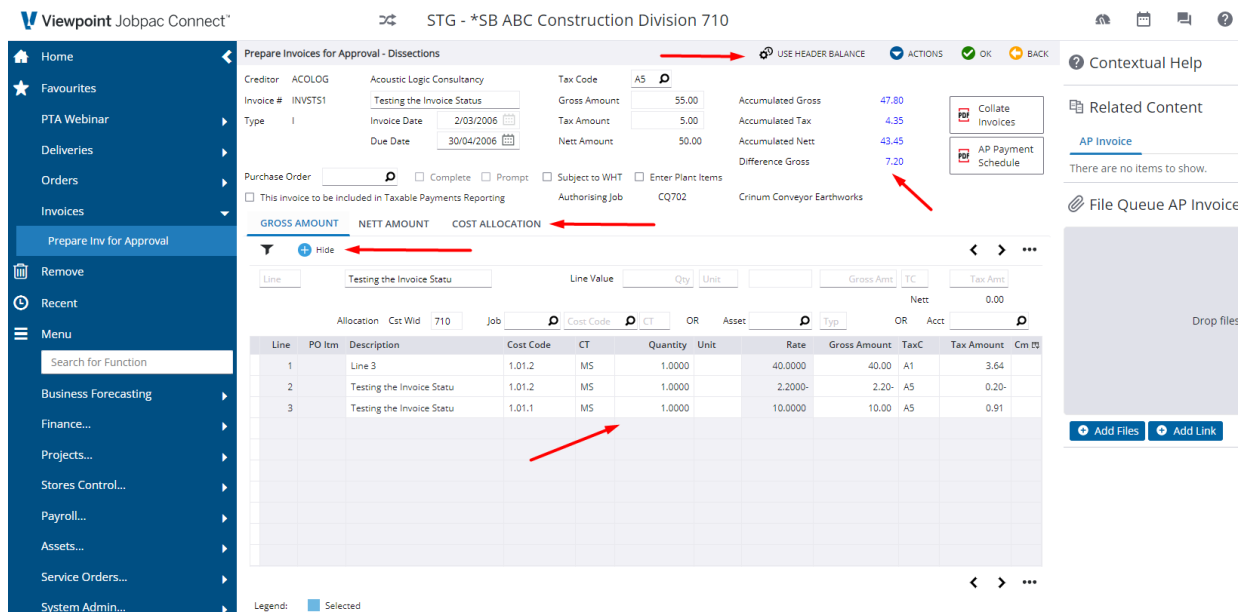 Viewpoint Jobpac Connect™
STG - *SB ABC Construction Division 710
Home
Favourites
PTA Webinar
Deliveries
Orders
Invoices
Prepare Inv for Approval
Remove
Recent
Menu
Search for Function
Business Forecasting
Finance...
Projects...
Stores Control...
Payroll...
Assets...
Service Orders...
System Admin...
Prepare Invoices for Approval - Dissections
USE HEADER BALANCE ACTIONS OK BACK
Creditor ACOLOG Acoustic Logic Consultancy Tax Code A5
Invoice # INVSTS1 Testing the Invoice Status Gross Amount 55.00 Accumulated Gross 47.80
Type I Invoice Date 2/03/2006 Tax Amount 5.00 Accumulated Tax 4.35
Due Date 30/04/2006 Nett Amount 50.00 Accumulated Nett 43.45
Difference Gross 7.20
PDF Collate Invoices
PDF AP Payment Schedule
Purchase Order Complete Prompt Subject to WHT Enter Plant Items
This invoice to be included in Taxable Payments Reporting Authorising Job CQ702 Crinum Conveyor Earthworks
GROSS AMOUNT NETT AMOUNT COST ALLOCATION
Hide
Line Testing the Invoice Statu Line Value Qty Unit Gross Amt TC Tax Amt
Nett 0.00
Allocation Cst Wid 710 Job Cost Code CT OR Asset Typ OR Acct
Line PO Itm Description Cost Code CT Quantity Unit Rate Gross Amount TaxC Tax Amount Cm
1 Line 3 1.01.2 MS 1.0000 40.0000 40.00 A1 3.64
2 Testing the Invoice Statu 1.01.2 MS 1.0000 2.2000- 2.20- A5 0.20-
3 Testing the Invoice Statu 1.01.1 MS 1.0000 10.0000 10.00 A5 0.91
Legend: Selected
Contextual Help
Related Content
AP Invoice
There are no items to show.
File Queue AP Invoice
Drop files
Add Files Add Link